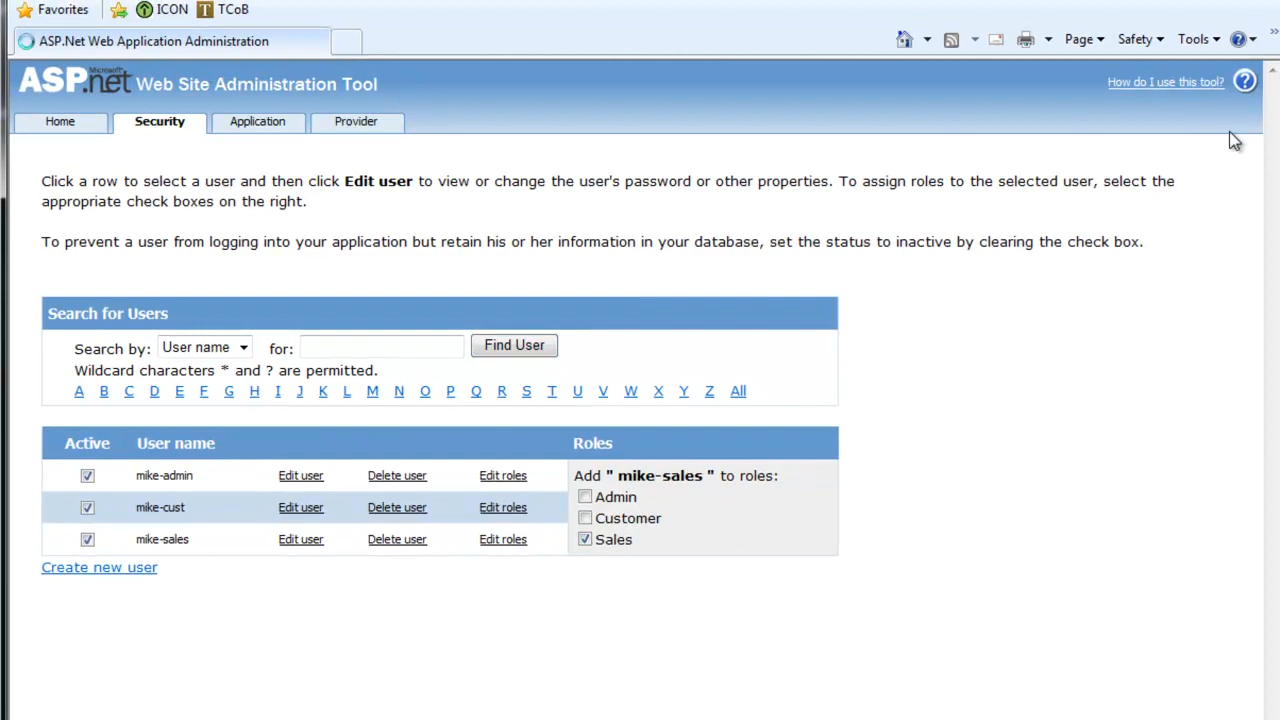 Favorites ICON TCoB
ASP.Net Web Application Administration Page Safety Tools
Microsoft
ASP.net Web Site Administration Tool How do I use this tool?
Home Security Application Provider
Click a row to select a user and then click Edit user to view or change the user's password or other properties. To assign roles to the selected user, select the
appropriate check boxes on the right.
To prevent a user from logging into your application but retain his or her information in your database, set the status to inactive by clearing the check box.
Search for Users
Search by: User name for: Find User
Wildcard characters * and ? are permitted.
A B C D E F G H I J K L M N O P Q R S T U V W X Y Z All
Active User name Roles
mike-admin Edit user Delete user Edit roles Add " mike-sales " to roles:
Admin
mike-cust Edit user Delete user Edit roles
Customer
mike-sales Edit user Delete user Edit roles Sales
Create new user